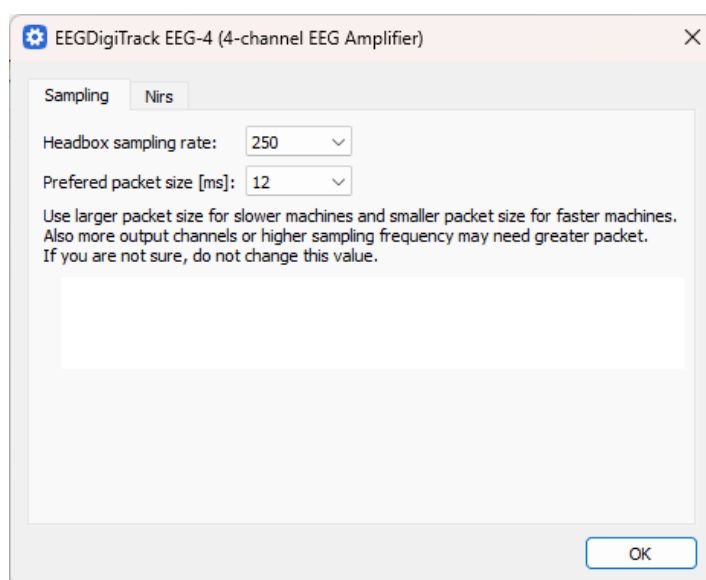 EEGDigiTrack EEG-4 (4-channel EEG Amplifier)
Sampling Nirs
Headbox sampling rate: 250
Prefered packet size [ms]: 12
Use larger packet size for slower machines and smaller packet size for faster machines.
Also more output channels or higher sampling frequency may need greater packet.
If you are not sure, do not change this value.
OK